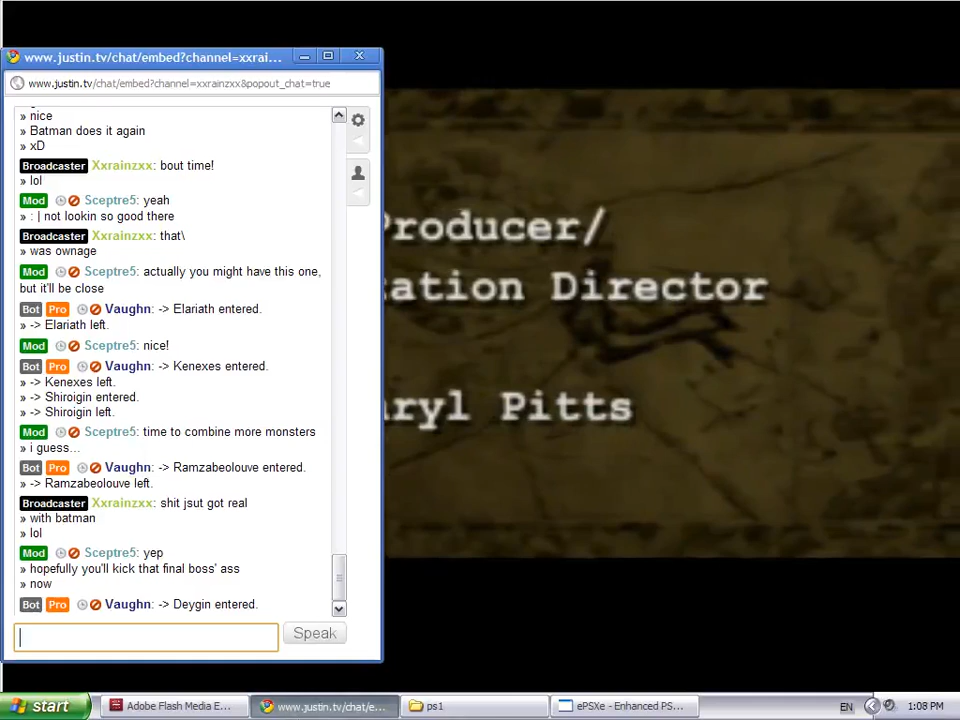 www.justin.tv/chat/embed?channel=xxrai...
www.justin.tv/chat/embed?channel=xxrainzxx&popout_chat=true
» nice
» Batman does it again
» xD
Broadcaster Xxrainzxx: bout time!
» lol
Mod Sceptre5: yeah
» : | not lookin so good there
Broadcaster Xxrainzxx: that\
» was ownage
Mod Sceptre5: actually you might have this one,
but it'll be close
Bot Pro Vaughn: -> Elariath entered.
» -> Elariath left.
Mod Sceptre5: nice!
Bot Pro Vaughn: -> Kenexes entered.
» -> Kenexes left.
» -> Shiroigin entered.
» -> Shiroigin left.
Mod Sceptre5: time to combine more monsters
» i guess...
Bot Pro Vaughn: -> Ramzabeolouve entered.
» -> Ramzabeolouve left.
Broadcaster Xxrainzxx: shit jsut got real
» with batman
» lol
Mod Sceptre5: yep
» hopefully you'll kick that final boss' ass
» now
Bot Pro Vaughn: -> Deygin entered.
Speak
Producer/
ation Director
aryl Pitts
start
Adobe Flash Media E...
www.justin.tv/chat/e...
ps1
ePSXe - Enhanced PS...
EN
1:08 PM